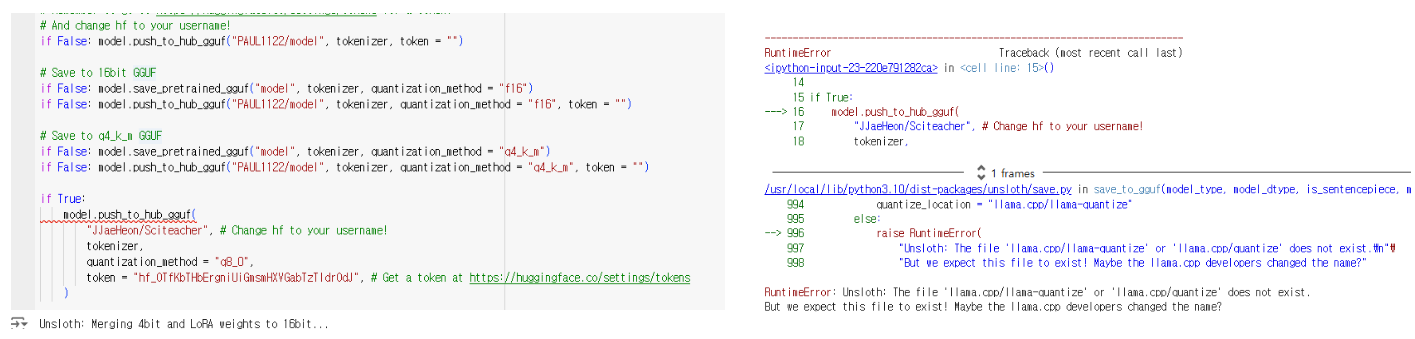 # And change hf to your username!
if False: model.push_to_hub_gguf("PAUL1122/model", tokenizer, token = "")
# Save to 16bit GGUF
if False: model.save_pretrained_gguf("model", tokenizer, quantization_method = "f16")
if False: model.push_to_hub_gguf("PAUL1122/model", tokenizer, quantization_method = "f16", token = "")
# Save to q4_k_m GGUF
if False: model.save_pretrained_gguf("model", tokenizer, quantization_method = "q4_k_m")
if False: model.push_to_hub_gguf("PAUL1122/model", tokenizer, quantization_method = "q4_k_m", token = "")
if True:
model.push_to_hub_gguf(
"JJaeHeon/Sciteacher", # Change hf to your username!
tokenizer,
quantization_method = "q8_0",
token = # Get a token at https://huggingface.co/settings/tokens
)
Unsloth: Merging 4bit and LoRA weights to 16bit...
RuntimeError Traceback (most recent call last)
<ipython-input-23-220e791282ca> in <cell line: 15>()
14
15 if True:
---> 16 model.push_to_hub_gguf(
17 "JJaeHeon/Sciteacher", # Change hf to your username!
18 tokenizer,
1 frames
/usr/local/lib/python3.10/dist-packages/unsloth/save.py in save_to_gguf(model_type, model_dtype, is_sentencepiece, m
994 quantize_location = "llama.cpp/llama-quantize"
995 else:
--> 996 raise RuntimeError(
997 "Unsloth: The file 'llama.cpp/llama-quantize' or 'llama.cpp/quantize' does not exist.₩n"₩
998 "But we expect this file to exist! Maybe the llama.cpp developers changed the name?"
RuntimeError: Unsloth: The file 'llama.cpp/llama-quantize' or 'llama.cpp/quantize' does not exist.
But we expect this file to exist! Maybe the llama.cpp developers changed the name?